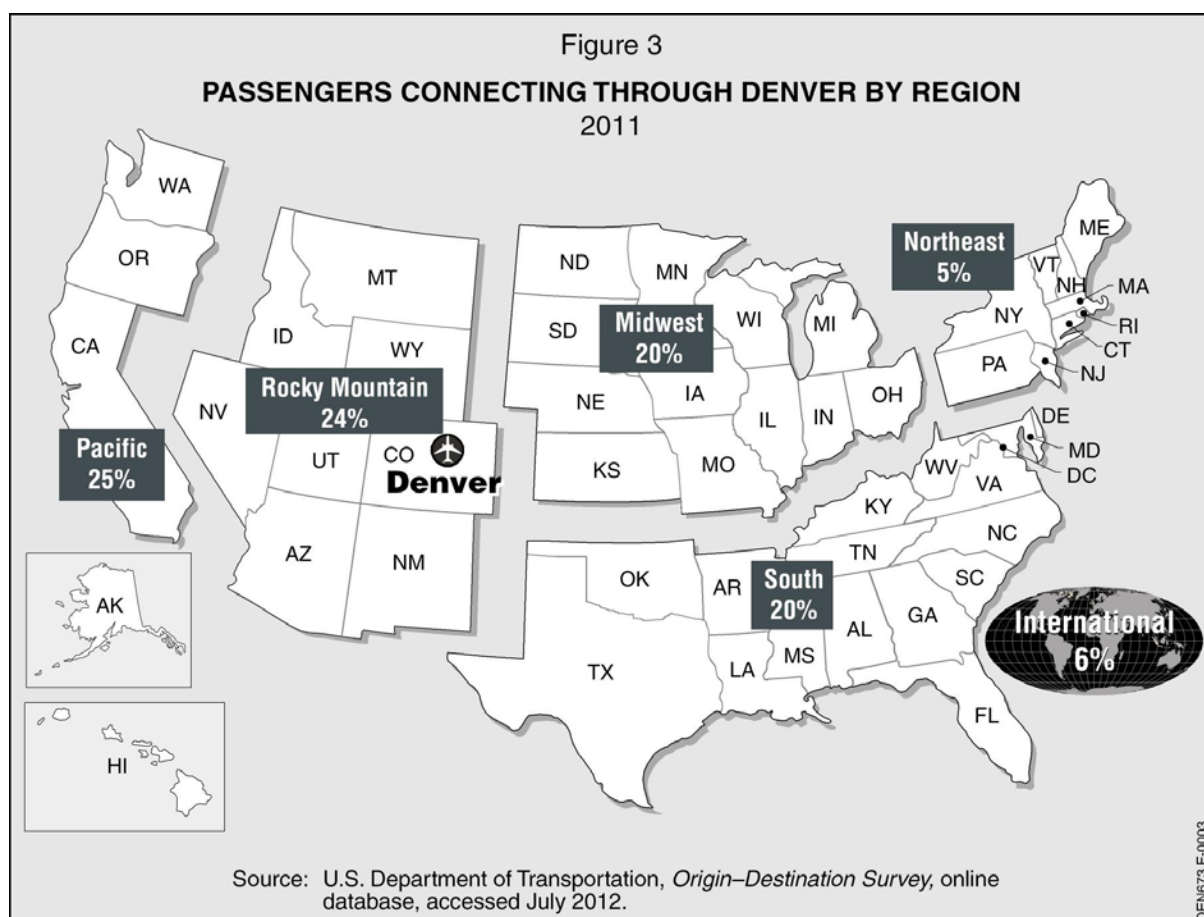 Figure 3
PASSENGERS CONNECTING THROUGH DENVER BY REGION
2011
WA
OR
CA
MT
ID
WY
NV
Rocky Mountain
24%
Pacific
25%
UT
CO
Denver
AZ
NM
ND
MN
SD
WI
MI
Midwest
20%
NE
IA
IL
IN
OH
KS
MO
Northeast
5%
ME
VT
NH
MA
NY
RI
CT
PA
NJ
DE
MD
DC
WV
VA
KY
NC
TN
SC
OK
AR
South
20%
GA
AL
MS
LA
TX
FL
International
6%
AK
HI
Source: U.S. Department of Transportation, Origin–Destination Survey, online
database, accessed July 2012.
DEN673 F-0003